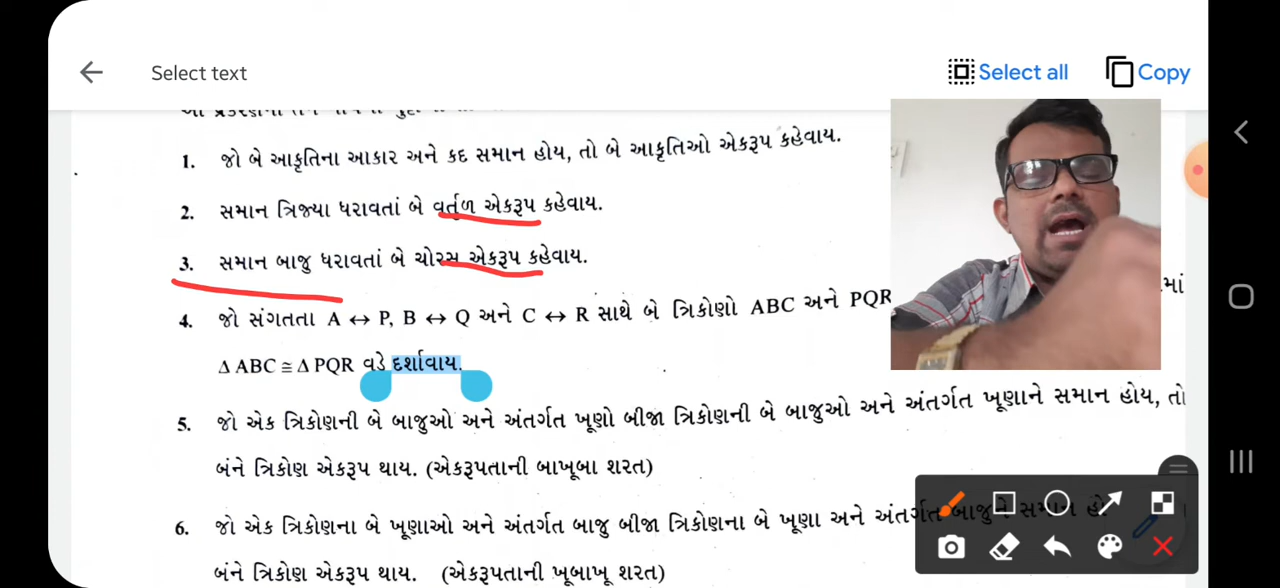 Select text
Select all
Copy
1. જો બે આકૃતિના આકાર અને કદ સમાન હોય, તો બે આકૃતિઓ એકરૂપ કહેવાય.
2. સમાન ત્રિજ્યા ધરાવતાં બે વર્તુળ એકરૂપ કહેવાય.
3. સમાન બાજુ ધરાવતાં બે ચોરસ એકરૂપ કહેવાય.
4. જો સંગતતા A ↔ P, B ↔ Q અને C ↔ R સાથે બે ત્રિકોણો ABC અને PQR
Δ ABC ≅ Δ PQR વડે દર્શાવાય.
5. જો એક ત્રિકોણની બે બાજુઓ અને અંતર્ગત ખૂણો બીજા ત્રિકોણની બે બાજુઓ અને અંતર્ગત ખૂણાને સમાન હોય, તો
બંને ત્રિકોણ એકરૂપ થાય. (એકરૂપતાની બાખૂબા શરત)
6. જો એક ત્રિકોણના બે ખૂણાઓ અને અંતર્ગત બાજુ બીજા ત્રિકોણના બે ખૂણા અને અંતર્ગત બાજુને સમાન
બંને ત્રિકોણ એકરૂપ થાય. (એકરૂપતાની ખૂબાખૂ શરત)